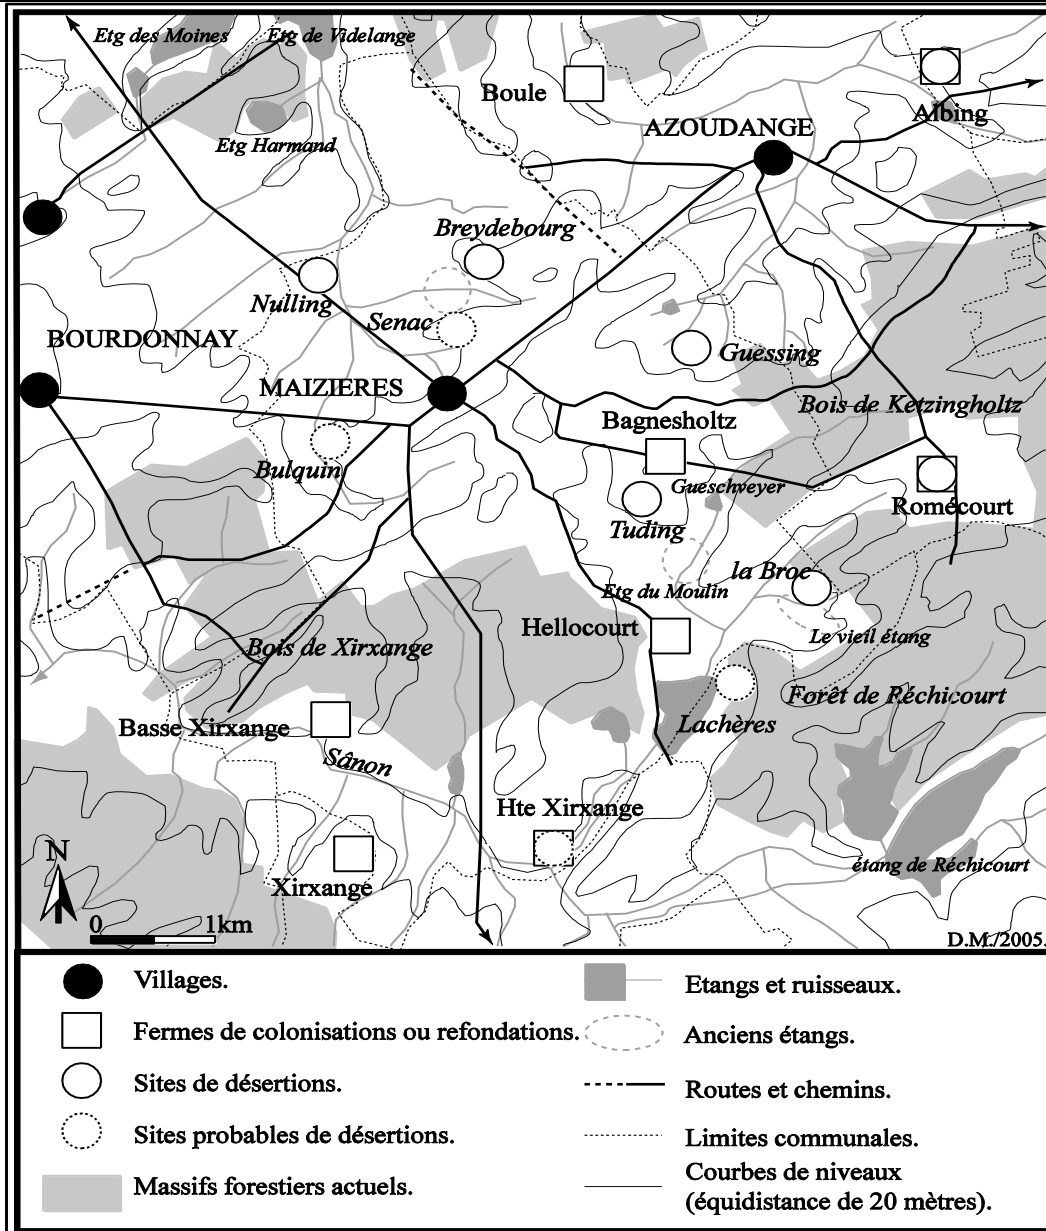 Etg des Moines
Etg de Videlange
Boule
Albing
AZOUDANGE
Etg Harmand
Breydebourg
Nulling
Senac
BOURDONNAY
Guessing
MAIZIERES
Bois de Ketzingholtz
Bagnesholtz
Bulquin
Gueschveyer
Romécourt
Tuding
la Broc
Etg du Moulin
Hellocourt
Le vieil étang
Bois de Xirxange
Forêt de Réchicourt
Lachères
Basse Xirxange
Sânon
Hte Xirxange
étang de Réchicourt
Xirxange
N
0 1km
D.M./2005.
Villages.
Fermes de colonisations ou refondations.
Sites de désertions.
Sites probables de désertions.
Massifs forestiers actuels.
Etangs et ruisseaux.
Anciens étangs.
Routes et chemins.
Limites communales.
Courbes de niveaux
(équidistance de 20 mètres).